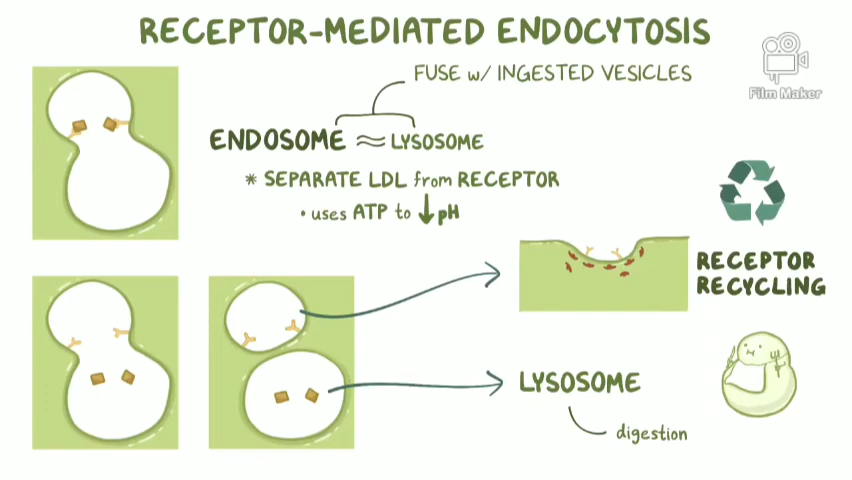 RECEPTOR-MEDIATED ENDOCYTOSIS
Film Maker
FUSE w/ INGESTED VESICLES
ENDOSOME ≈ LYSOSOME
* SEPARATE LDL from RECEPTOR
• uses ATP to ↓pH
RECEPTOR
RECYCLING
LYSOSOME
digestion